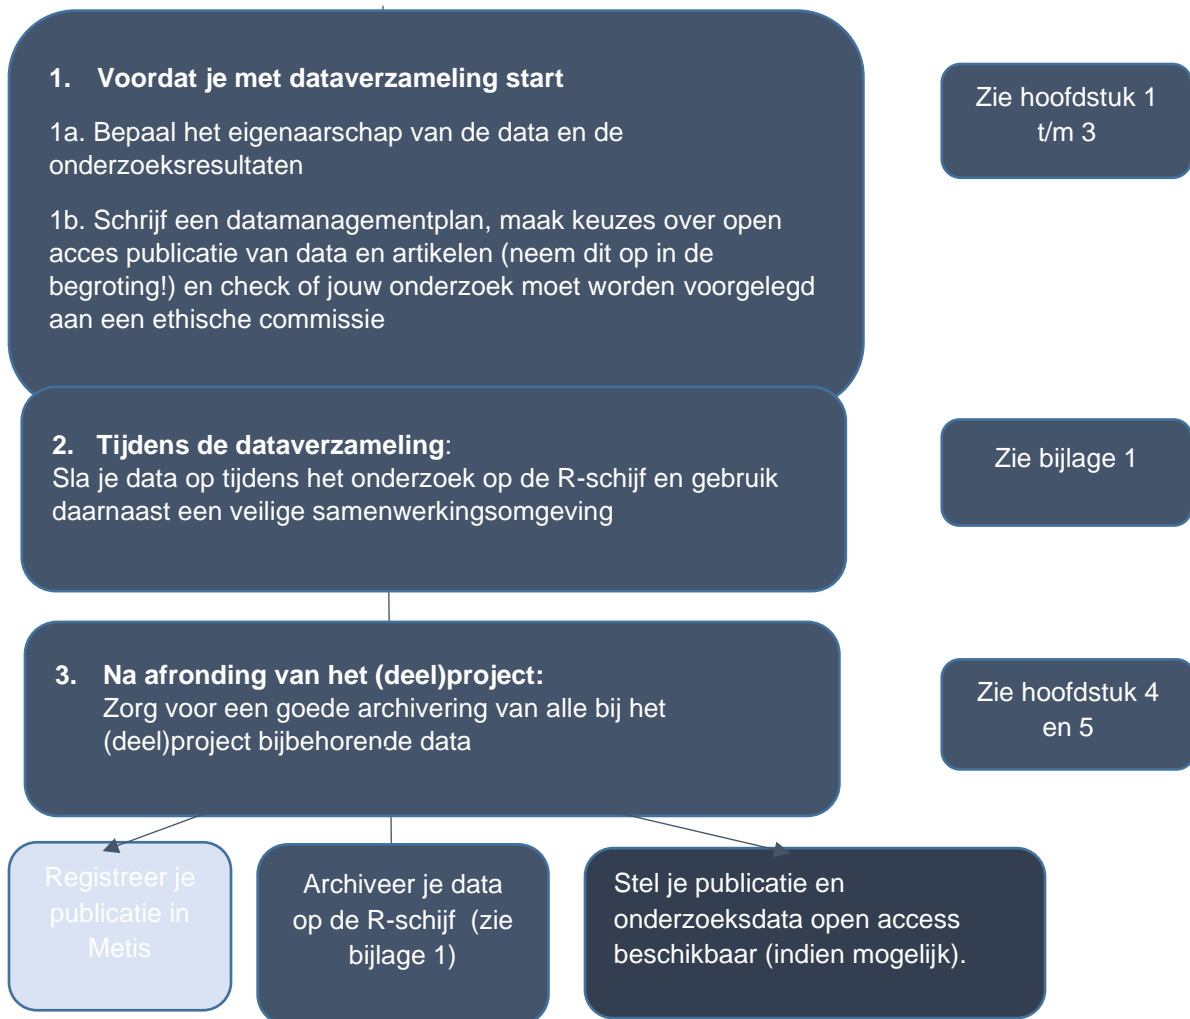 1. Voordat je met dataverzameling start
1a. Bepaal het eigenaarschap van de data en de
onderzoeksresultaten
1b. Schrijf een datamanagementplan, maak keuzes over open
acces publicatie van data en artikelen (neem dit op in de
begroting!) en check of jouw onderzoek moet worden voorgelegd
aan een ethische commissie
Zie hoofdstuk 1
t/m 3
2. Tijdens de dataverzameling:
Sla je data op tijdens het onderzoek op de R-schijf en gebruik
daarnaast een veilige samenwerkingsomgeving
Zie bijlage 1
3. Na afronding van het (deel)project:
Zorg voor een goede archivering van alle bij het
(deel)project bijbehorende data
Zie hoofdstuk 4
en 5
Registreer je
publicatie in
Metis
Archiveer je data
op de R-schijf (zie
bijlage 1)
Stel je publicatie en
onderzoeksdata open access
beschikbaar (indien mogelijk).